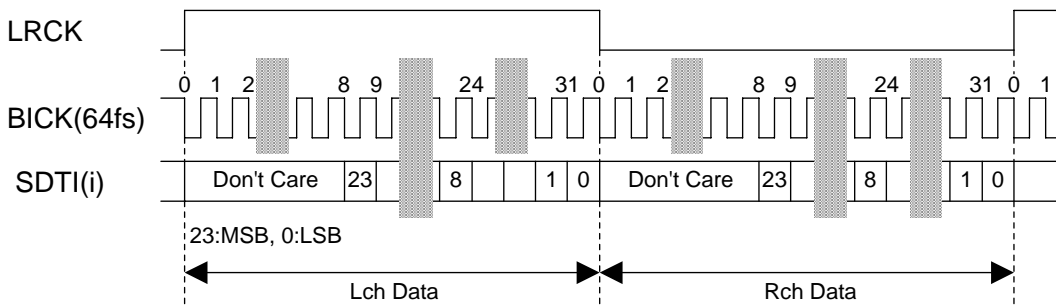 LRCK
0 1 2 8 9 24 31 0 1 2 8 9 24 31 0 1
BICK(64fs)
SDTI(i) Don't Care 23 8 1 0 Don't Care 23 8 1 0
23:MSB, 0:LSB
Lch Data Rch Data